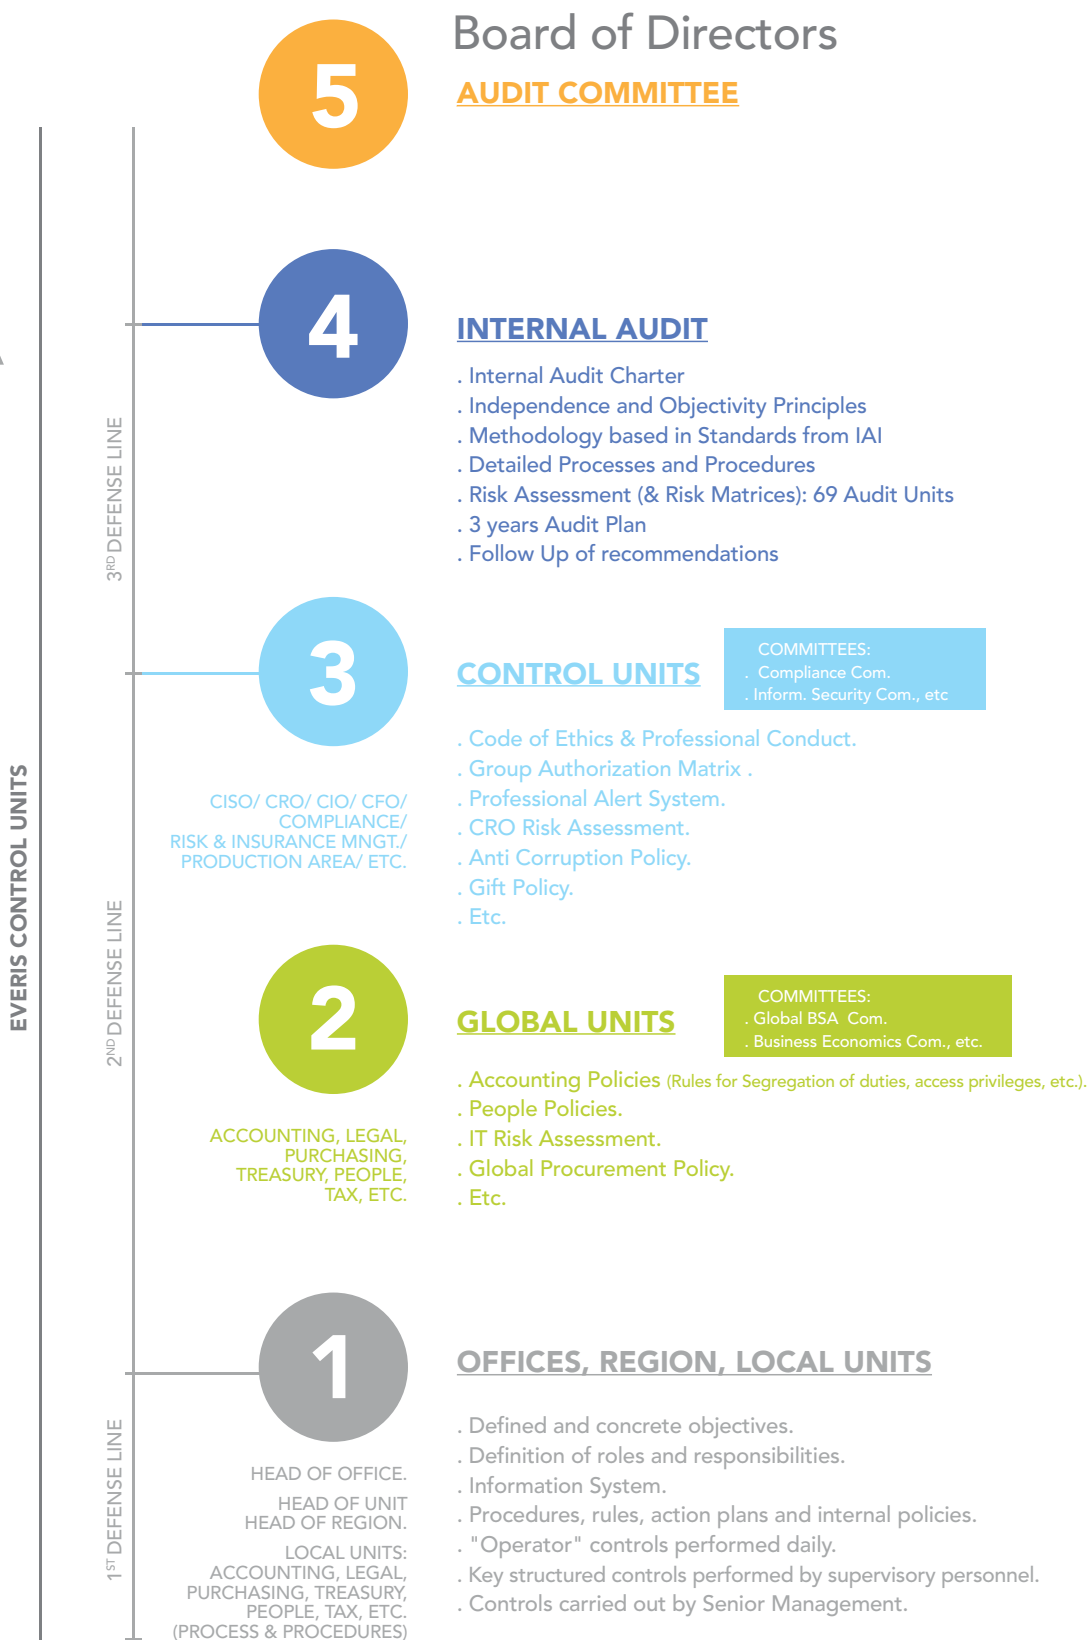 Board of Directors
5
AUDIT COMMITTEE
4
INTERNAL AUDIT
. Internal Audit Charter
. Independence and Objectivity Principles
. Methodology based in Standards from IAI
. Detailed Processes and Procedures
. Risk Assessment (& Risk Matrices): 69 Audit Units
. 3 years Audit Plan
. Follow Up of recommendations
3RD DEFENSE LINE
3
CONTROL UNITS
COMMITTEES:
. Compliance Com.
. Inform. Security Com., etc
. Code of Ethics & Professional Conduct.
. Group Authorization Matrix .
. Professional Alert System.
. CRO Risk Assessment.
. Anti Corruption Policy.
. Gift Policy.
. Etc.
CISO/ CRO/ CIO/ CFO/
COMPLIANCE/
RISK & INSURANCE MNGT./
PRODUCTION AREA/ ETC.
EVERIS CONTROL UNITS
2ND DEFENSE LINE
2
GLOBAL UNITS
COMMITTEES:
. Global BSA Com.
. Business Economics Com., etc.
. Accounting Policies (Rules for Segregation of duties, access privileges, etc.).
. People Policies.
. IT Risk Assessment.
. Global Procurement Policy.
. Etc.
ACCOUNTING, LEGAL,
PURCHASING,
TREASURY, PEOPLE,
TAX, ETC.
1
OFFICES, REGION, LOCAL UNITS
. Defined and concrete objectives.
. Definition of roles and responsibilities.
. Information System.
. Procedures, rules, action plans and internal policies.
. "Operator" controls performed daily.
. Key structured controls performed by supervisory personnel.
. Controls carried out by Senior Management.
1ST DEFENSE LINE
HEAD OF OFFICE.
HEAD OF UNIT
HEAD OF REGION.
LOCAL UNITS:
ACCOUNTING, LEGAL,
PURCHASING, TREASURY,
PEOPLE, TAX, ETC.
(PROCESS & PROCEDURES)